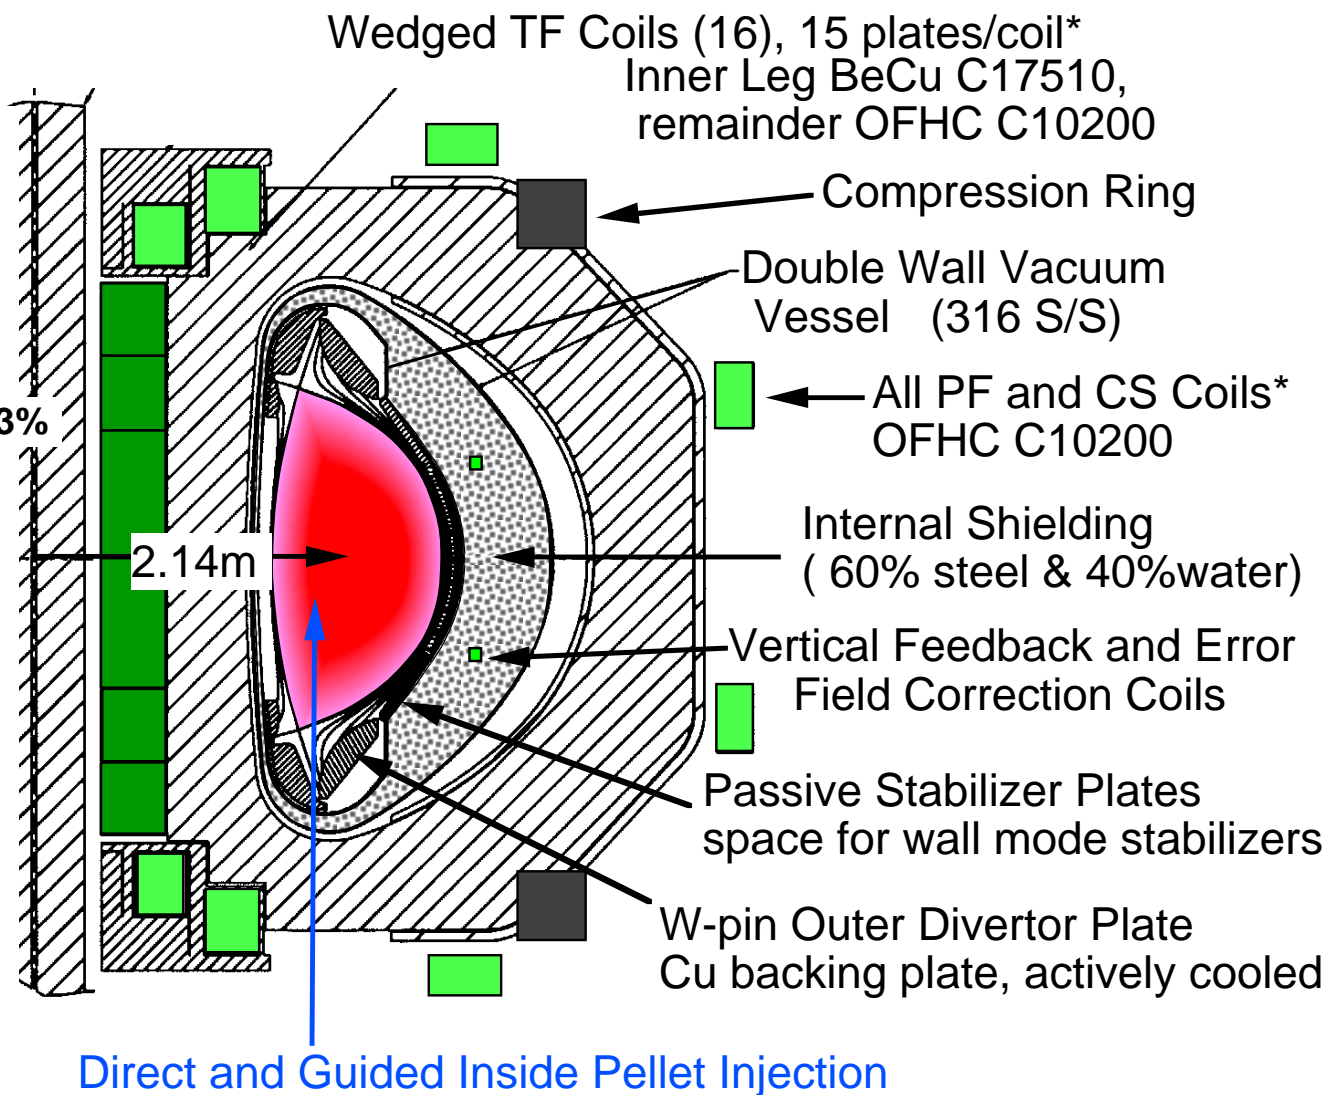 Wedged TF Coils (16), 15 plates/coil*
Inner Leg BeCu C17510,
remainder OFHC C10200
Compression Ring
Double Wall Vacuum
Vessel (316 S/S)
3%
All PF and CS Coils*
OFHC C10200
Internal Shielding
( 60% steel & 40%water)
2.14m
Vertical Feedback and Error
Field Correction Coils
Passive Stabilizer Plates
space for wall mode stabilizers
W-pin Outer Divertor Plate
Cu backing plate, actively cooled
Direct and Guided Inside Pellet Injection